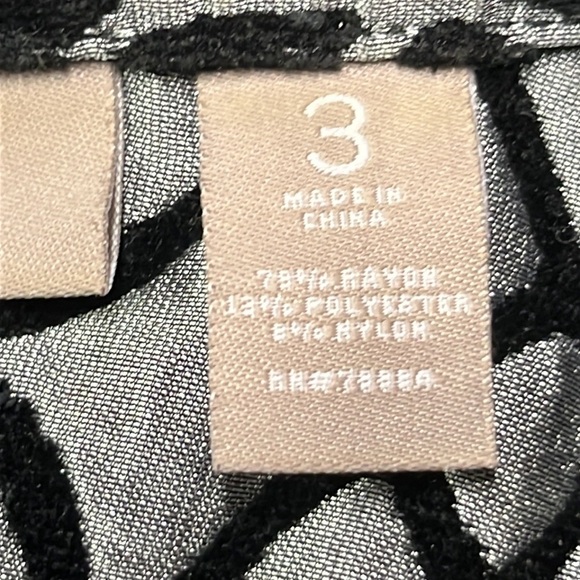 3
MADE IN
CHINA
79% RAYON
13% POLYESTER
8% NYLON